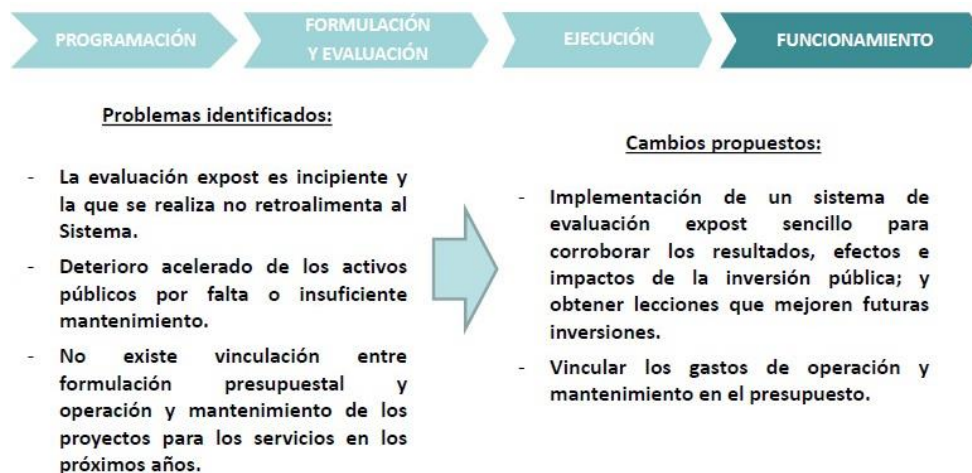 PROGRAMACIÓN
FORMULACIÓN
Y EVALUACIÓN
EJECUCIÓN
FUNCIONAMIENTO
Problemas identificados:
- La evaluación expost es incipiente y
la que se realiza no retroalimenta al
Sistema.
- Deterioro acelerado de los activos
públicos por falta o insuficiente
mantenimiento.
- No existe vinculación entre
formulación presupuestal y
operación y mantenimiento de los
proyectos para los servicios en los
próximos años.
Cambios propuestos:
- Implementación de un sistema de
evaluación expost sencillo para
corroborar los resultados, efectos e
impactos de la inversión pública; y
obtener lecciones que mejoren futuras
inversiones.
- Vincular los gastos de operación y
mantenimiento en el presupuesto.